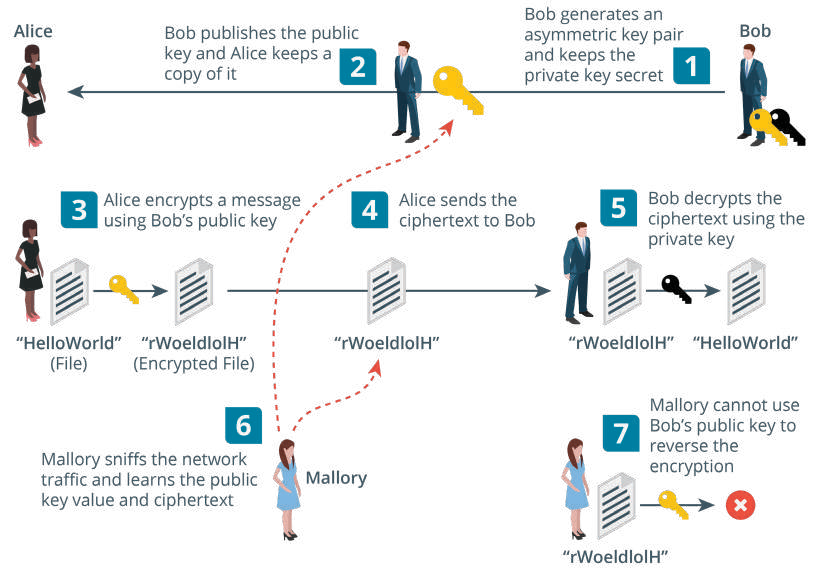 Alice
Bob publishes the public
key and Alice keeps a
copy of it
2
Bob generates an
asymmetric key pair
and keeps the
private key secret
1
Bob
3
Alice encrypts a message
using Bob's public key
4
Alice sends the
ciphertext to Bob
5
Bob decrypts the
ciphertext using the
private key
“HelloWorld”
(File)
“rWoeldlolH”
(Encrypted File)
“rWoeldlolH”
“rWoeldlolH”
“HelloWorld”
6
Mallory sniffs the network
traffic and learns the public
key value and ciphertext
Mallory
7
Mallory cannot use
Bob's public key to
reverse the
encryption
“rWoeldlolH”